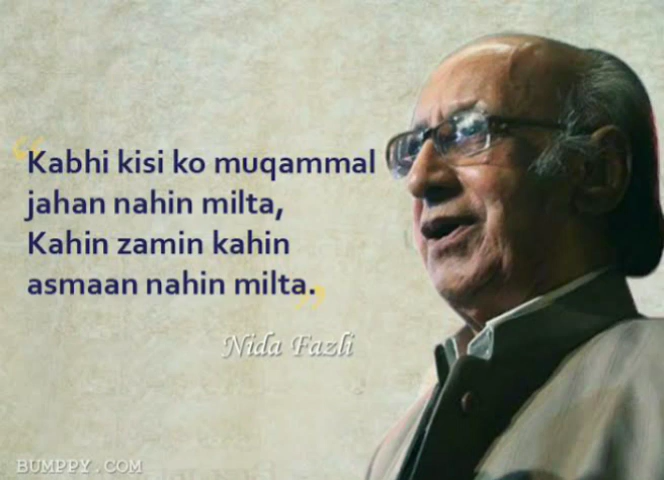 “Kabhi kisi ko muqammal
jahan nahin milta,
Kahin zamin kahin
asmaan nahin milta.”
Nida Fazli
BUMPPY.COM